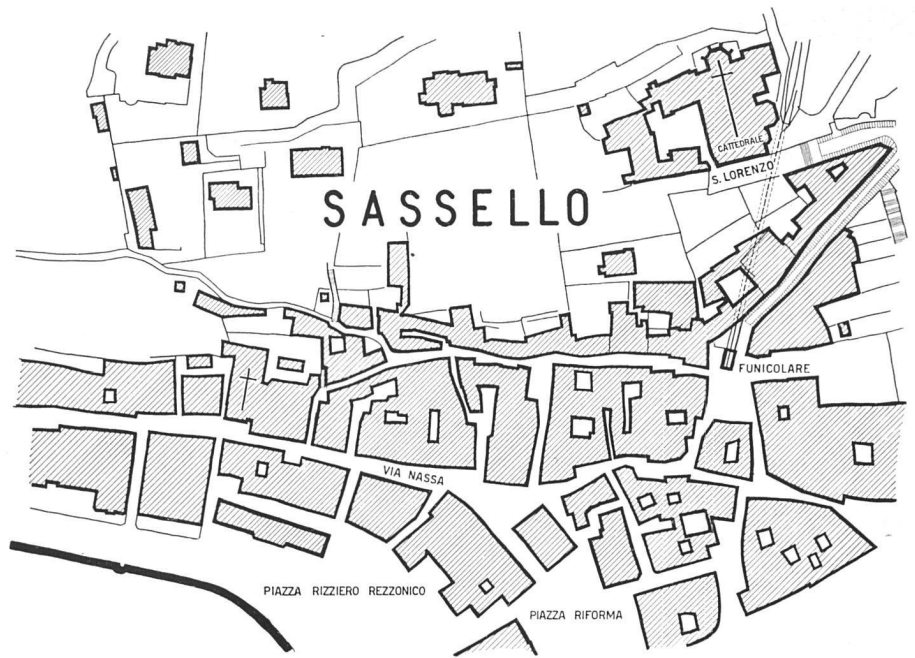 CATTEDRALE
S. LORENZO
SASSELLO
FUNICOLARE
VIA NASSA
PIAZZA RIZZIERO REZZONICO
PIAZZA RIFORMA